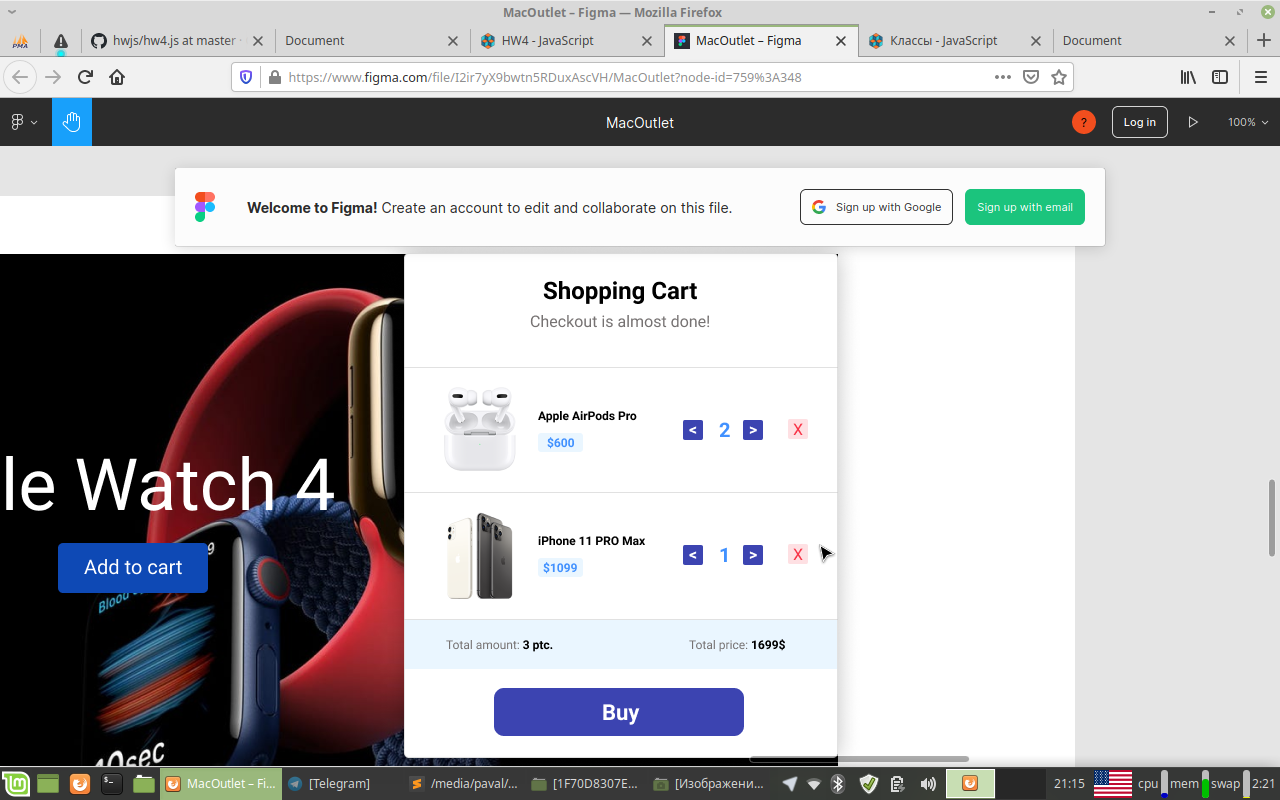 MacOutlet – Figma — Mozilla Firefox
PMA
hwjs/hw4.js at master
Document
HW4 - JavaScript
MacOutlet – Figma
Классы - JavaScript
Document
https://www.figma.com/file/I2ir7yX9bwtn5RDuxAscVH/MacOutlet?node-id=759%3A348
MacOutlet
?
Log in
100%
Welcome to Figma! Create an account to edit and collaborate on this file.
Sign up with Google
Sign up with email
Shopping Cart
Checkout is almost done!
Apple AirPods Pro
$600
< 2 >
X
le Watch 4
Add to cart
iPhone 11 PRO Max
$1099
< 1 >
X
Total amount: 3 ptc.
Total price: 1699$
Buy
MacOutlet – Fi...
[Telegram]
/media/paval/...
[1F70D8307E...
[Изображени...
21:15
cpu
mem
swap
2:21